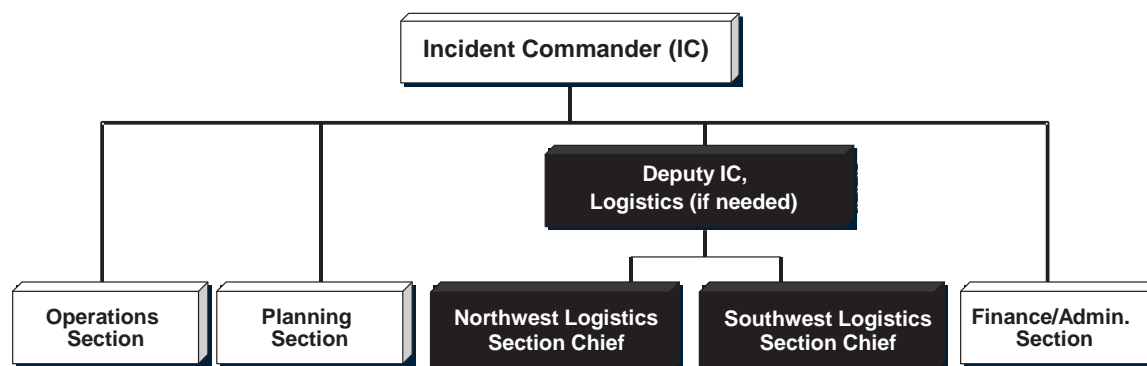 Incident Commander (IC)
Deputy IC,
Logistics (if needed)
Operations
Section
Planning
Section
Northwest Logistics
Section Chief
Southwest Logistics
Section Chief
Finance/Admin.
Section